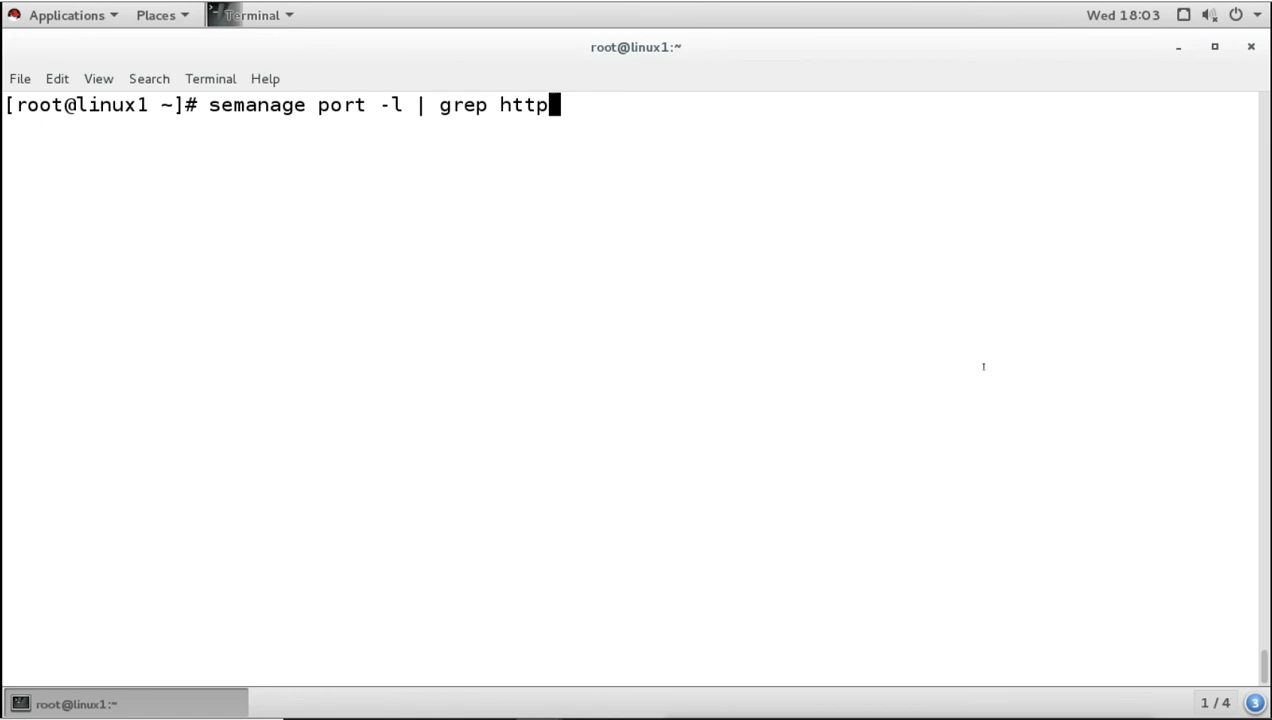 Applications Places Terminal Wed 18:03
root@linux1:~
File Edit View Search Terminal Help
[root@linux1 ~]# semanage port -l | grep http
root@linux1:~ 1 / 4 3